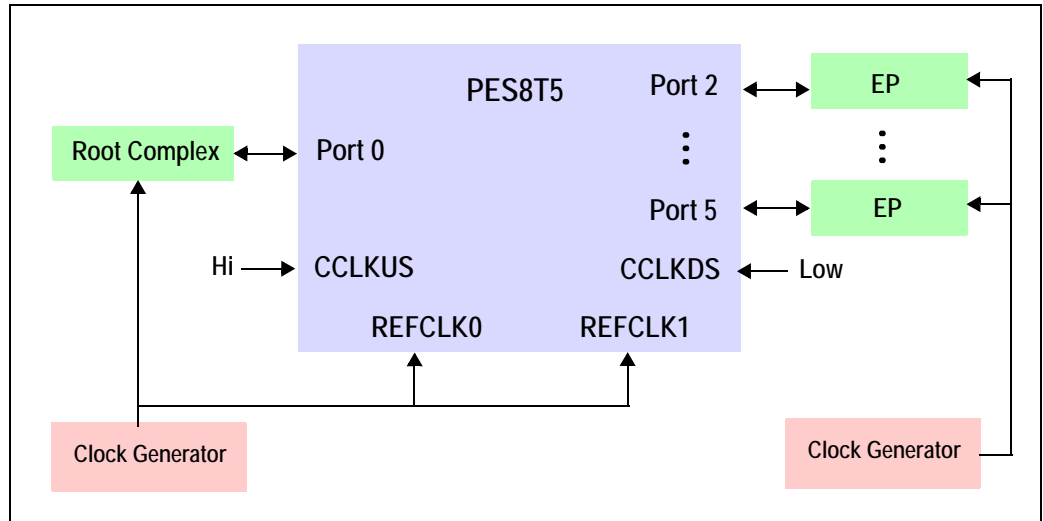 PES8T5
Port 2
EP
Root Complex
Port 0
Port 5
EP
Hi
CCLKUS
CCLKDS
Low
REFCLK0
REFCLK1
Clock Generator
Clock Generator